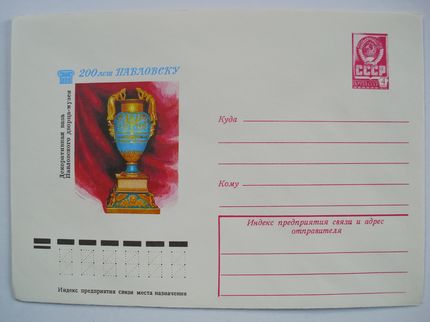 200 лет ПАВЛОВСКУ
Декоративная ваза
Павловского дворца-музея
СССР
4
Куда
Кому
Индекс предприятия связи и адрес
отправителя
Индекс предприятия связи места назначения